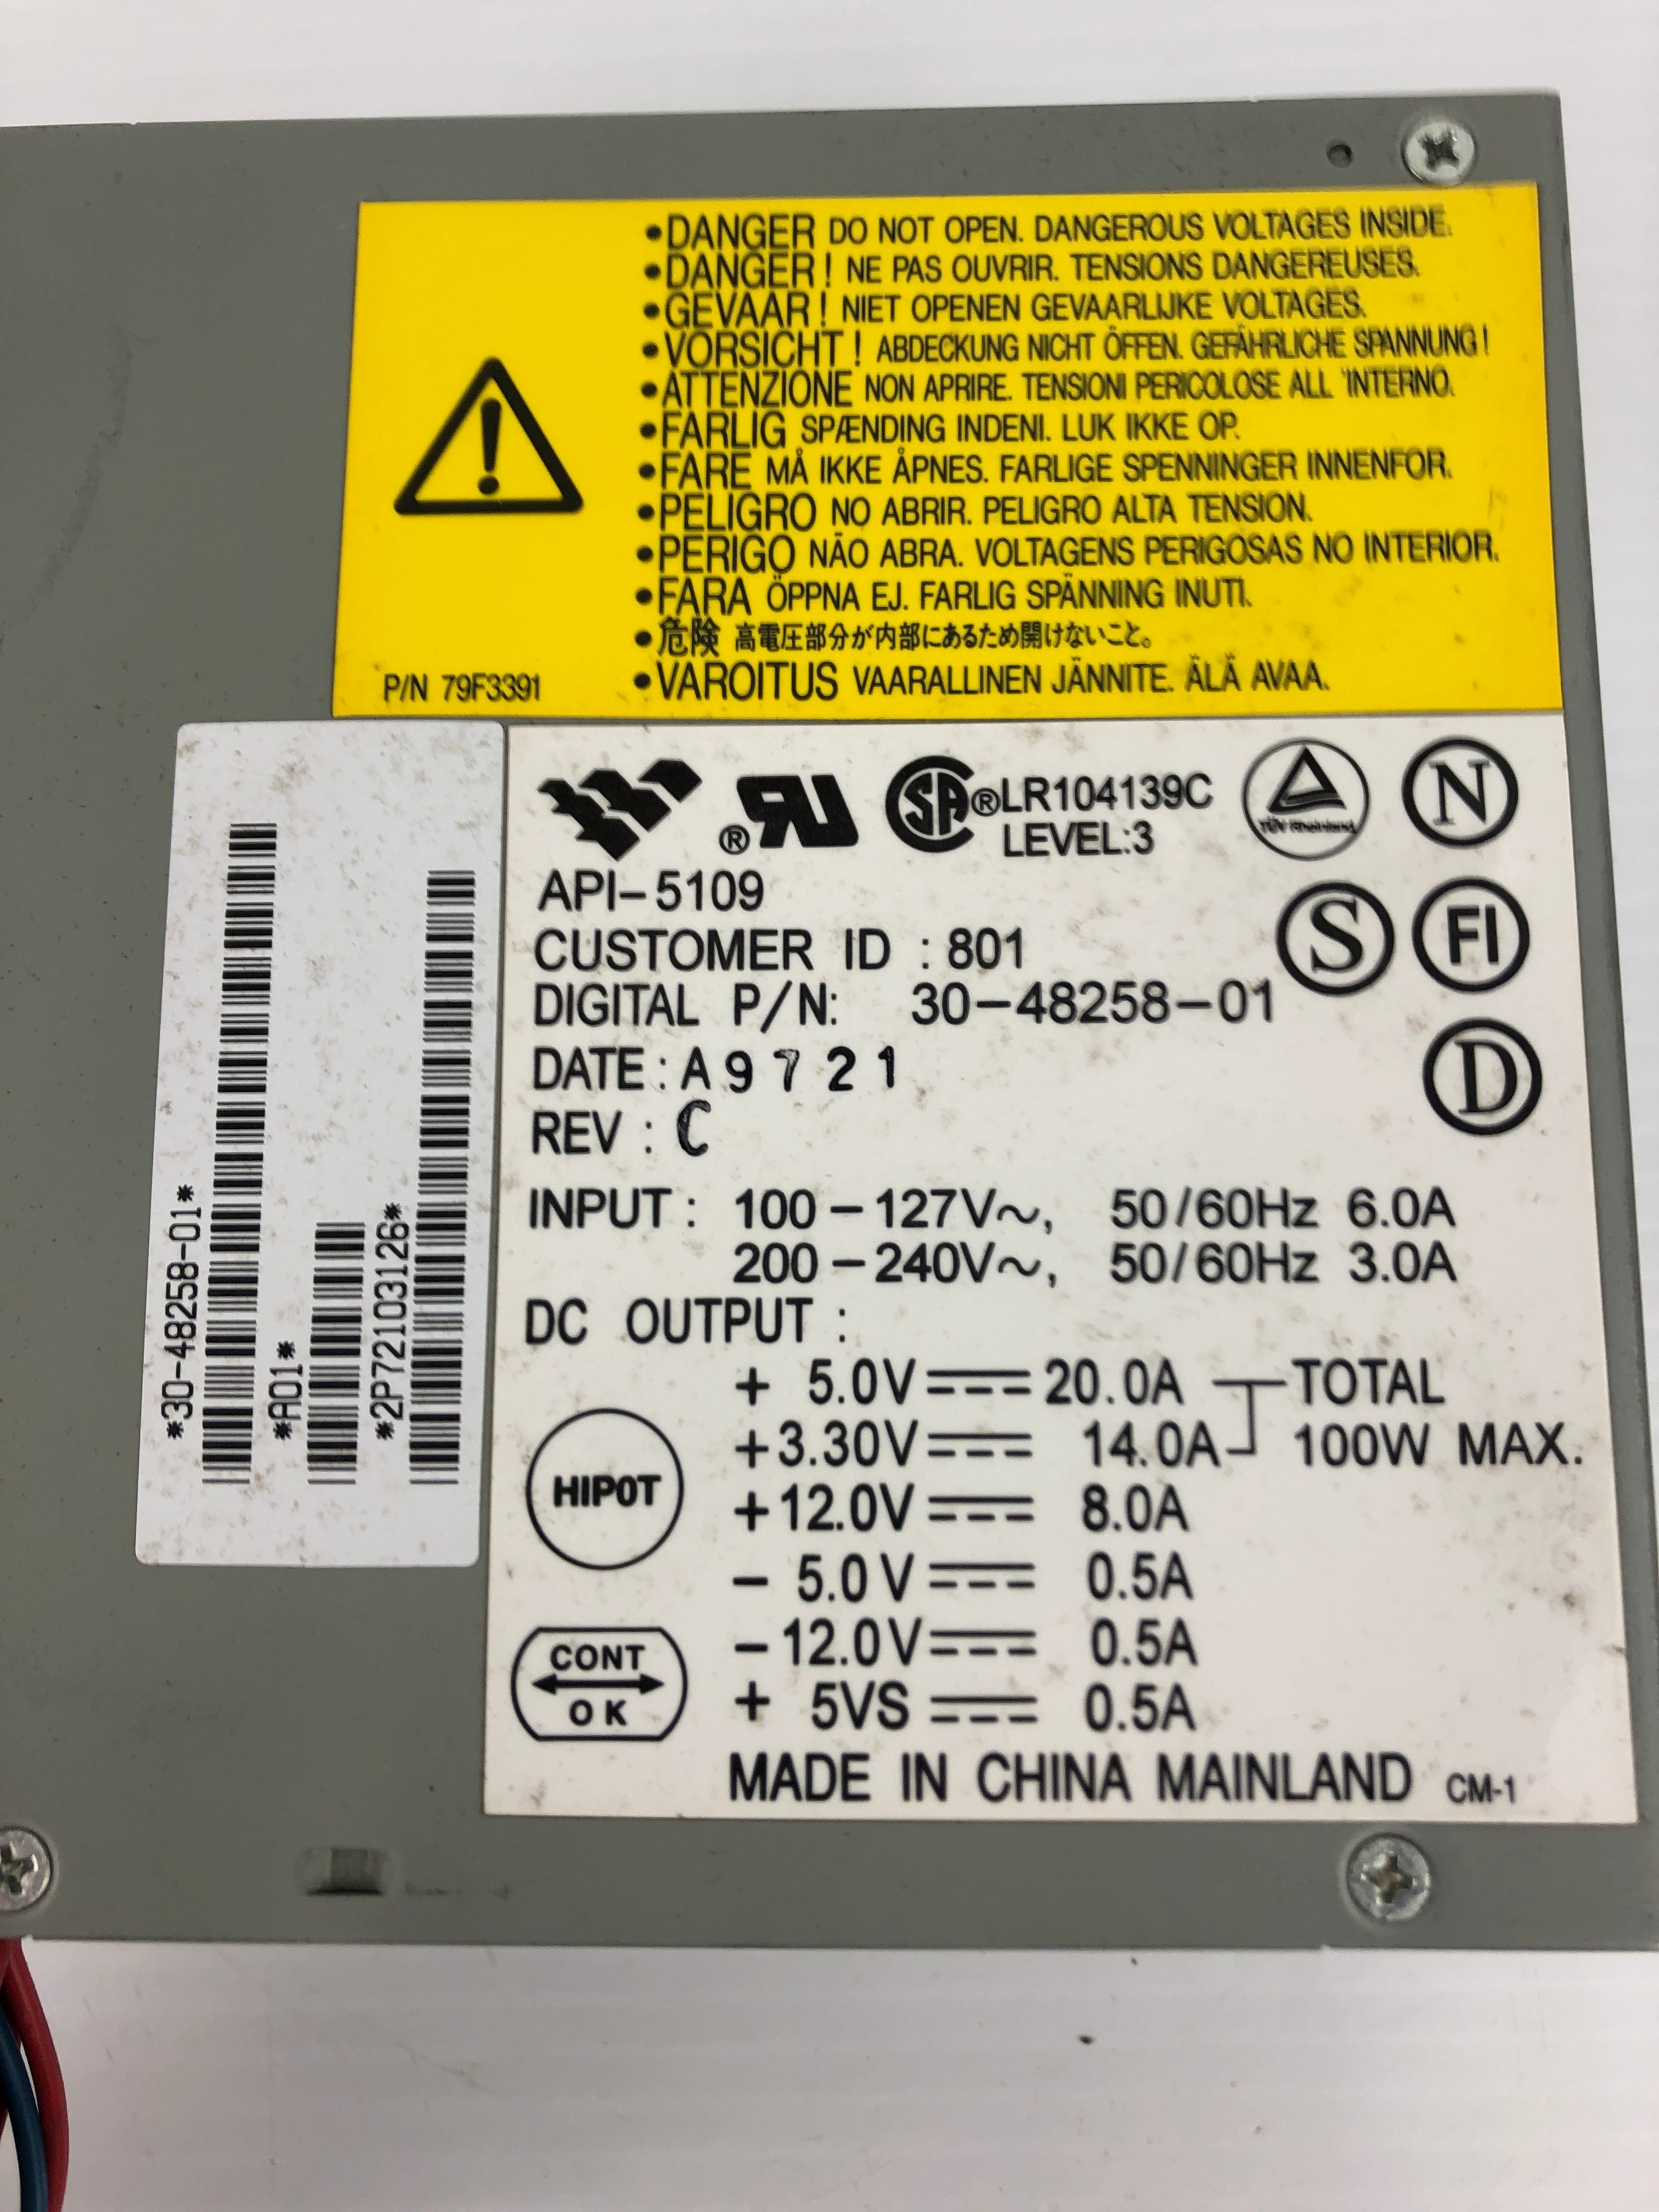 •DANGER DO NOT OPEN. DANGEROUS VOLTAGES INSIDE.
•DANGER! NE PAS OUVRIR. TENSIONS DANGEREUSES.
•GEVAAR! NIET OPENEN GEVAARLIJKE VOLTAGES.
•VORSICHT! ABDECKUNG NICHT ÖFFEN. GEFÄHRLICHE SPANNUNG!
•ATTENZIONE NON APRIRE. TENSIONI PERICOLOSE ALL 'INTERNO.
•FARLIG SPÆNDING INDENI. LUK IKKE OP.
•FARE MÅ IKKE ÅPNES. FARLIGE SPENNINGER INNENFOR.
•PELIGRO NO ABRIR. PELIGRO ALTA TENSION.
•PERIGO NÃO ABRA. VOLTAGENS PERIGOSAS NO INTERIOR.
•FARA ÖPPNA EJ. FARLIG SPÄNNING INUTI.
•危険 高電圧部分が内部にあるため開けないこと。
•VAROITUS VAARALLINEN JÄNNITE. ÄLÄ AVAA.
P/N 79F3391
*30-48258-01*
*A01*
*2P72103126*
® UR SA ® LR104139C
LEVEL:3
TÜV Rheinland
N
S
FI
D
API-5109
CUSTOMER ID : 801
DIGITAL P/N: 30-48258-01
DATE : A 9 7 2 1
REV : C
INPUT : 100-127V~, 50/60Hz 6.0A
200-240V~, 50/60Hz 3.0A
DC OUTPUT :
+ 5.0V⎓20.0A TOTAL
+3.30V⎓ 14.0A 100W MAX.
+12.0V⎓ 8.0A
- 5.0V⎓ 0.5A
-12.0V⎓ 0.5A
+ 5VS⎓ 0.5A
HIPOT
CONT
OK
MADE IN CHINA MAINLAND CM-1